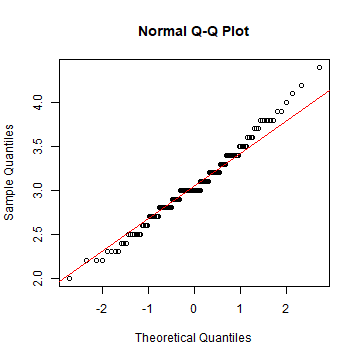 Normal Q-Q Plot
Sample Quantiles
4.0
3.5
3.0
2.5
2.0
-2 -1 0 1 2
Theoretical Quantiles